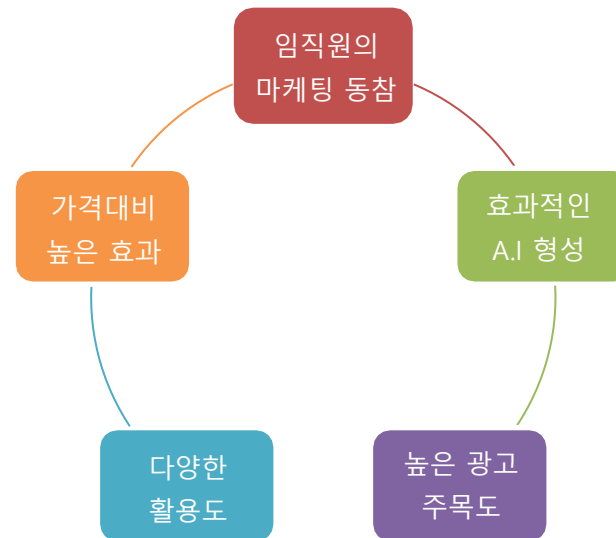 임직원의
마케팅 동참
가격대비
높은 효과
효과적인
A.I 형성
다양한
활용도
높은 광고
주목도